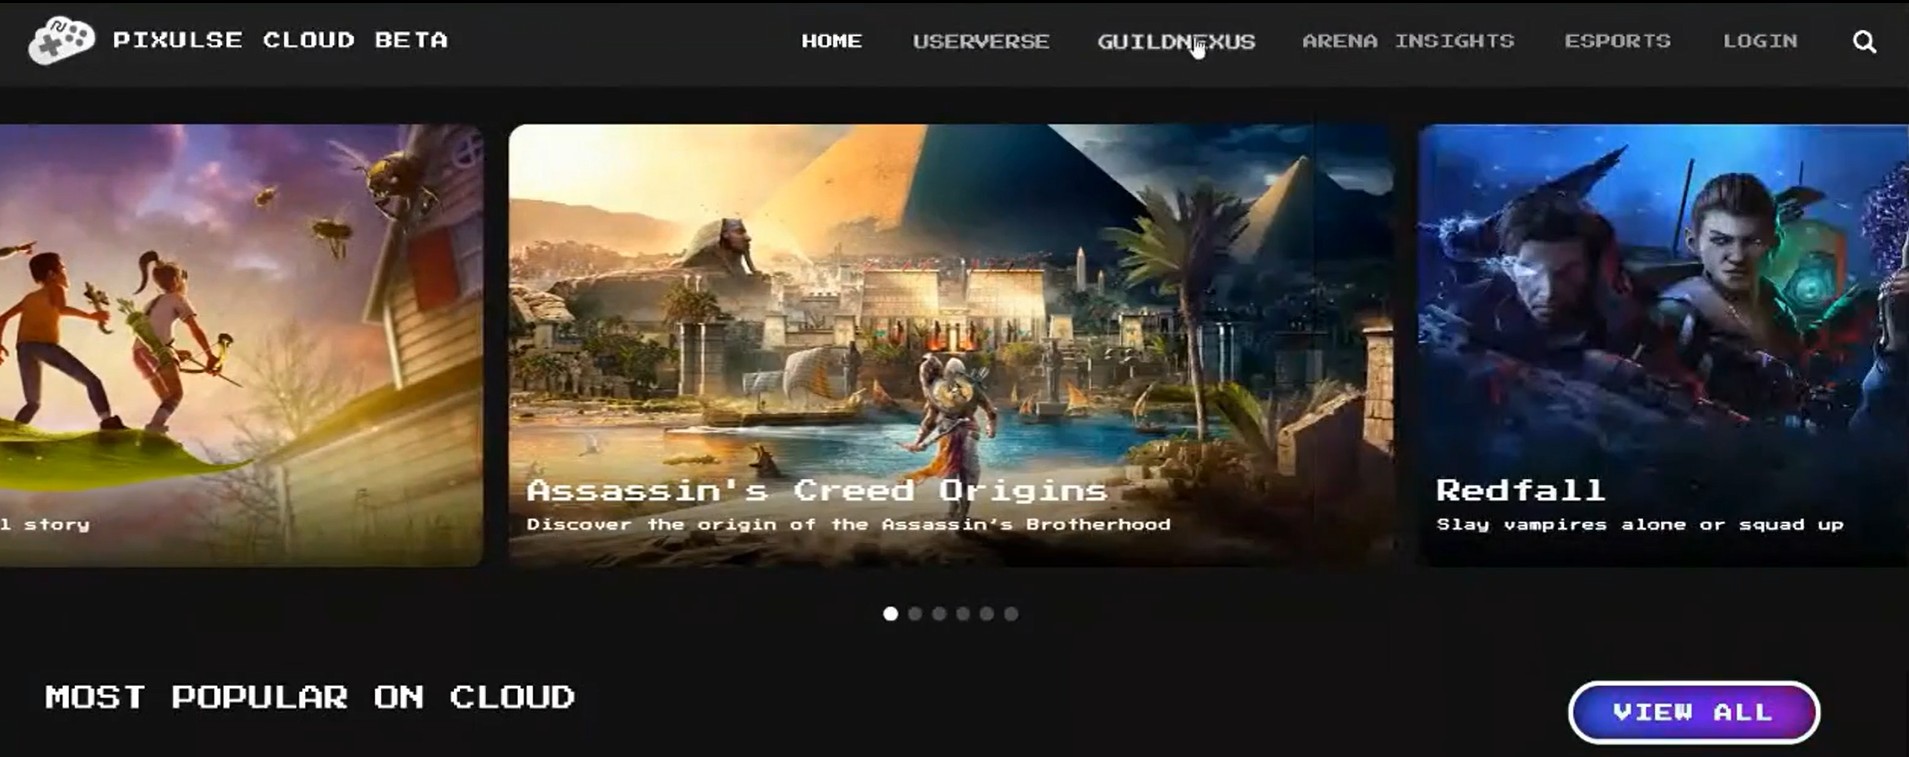 PIXULSE CLOUD BETA
HOME USERVERSE GUILDNEXUS ARENA INSIGHTS ESPORTS LOGIN
l story
Assassin's Creed Origins
Discover the origin of the Assassin's Brotherhood
Redfall
Slay vampires alone or squad up
MOST POPULAR ON CLOUD
VIEW ALL